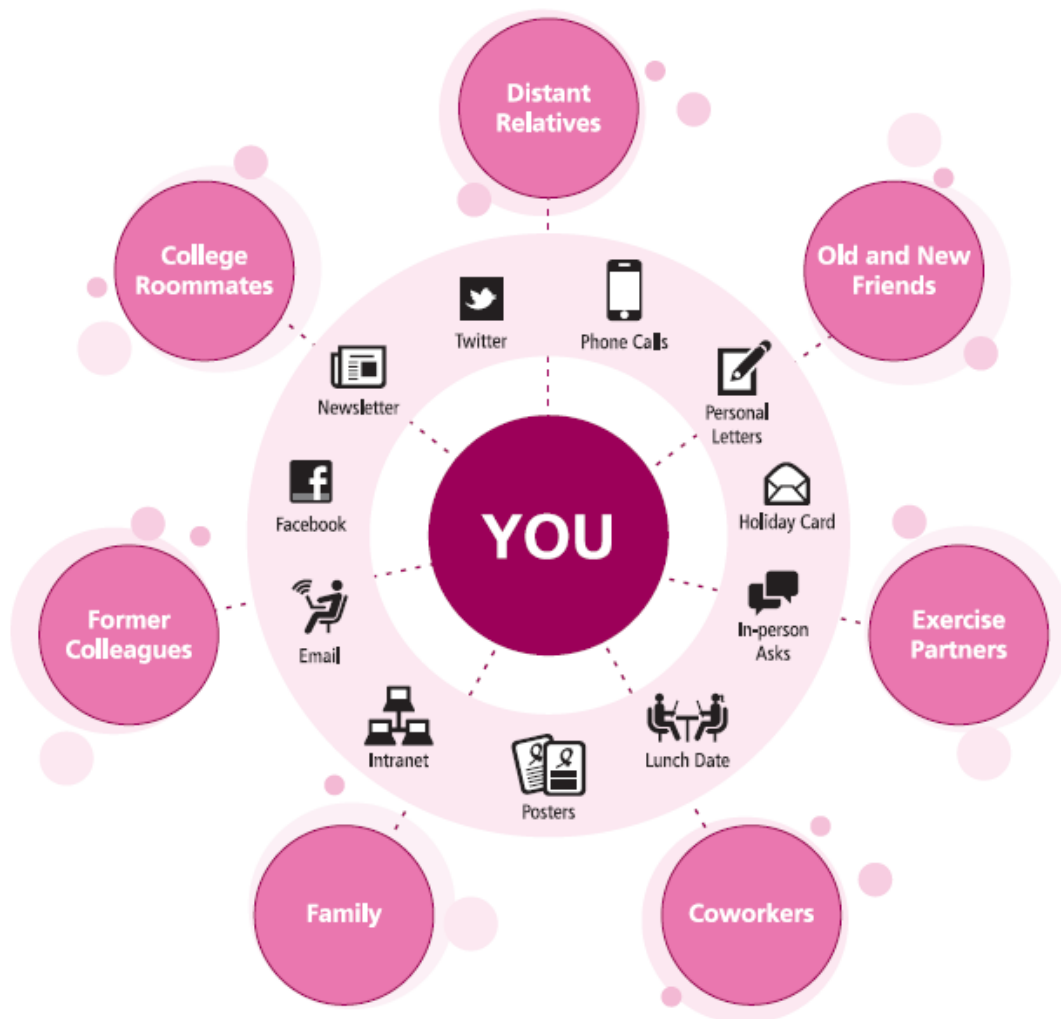 Distant
Relatives
College
Roommates
Old and New
Friends
Twitter
Phone Calls
Newsletter
Personal
Letters
Facebook
YOU
Holiday Card
Former
Colleagues
Email
In-person
Asks
Exercise
Partners
Intranet
Posters
Lunch Date
Family
Coworkers